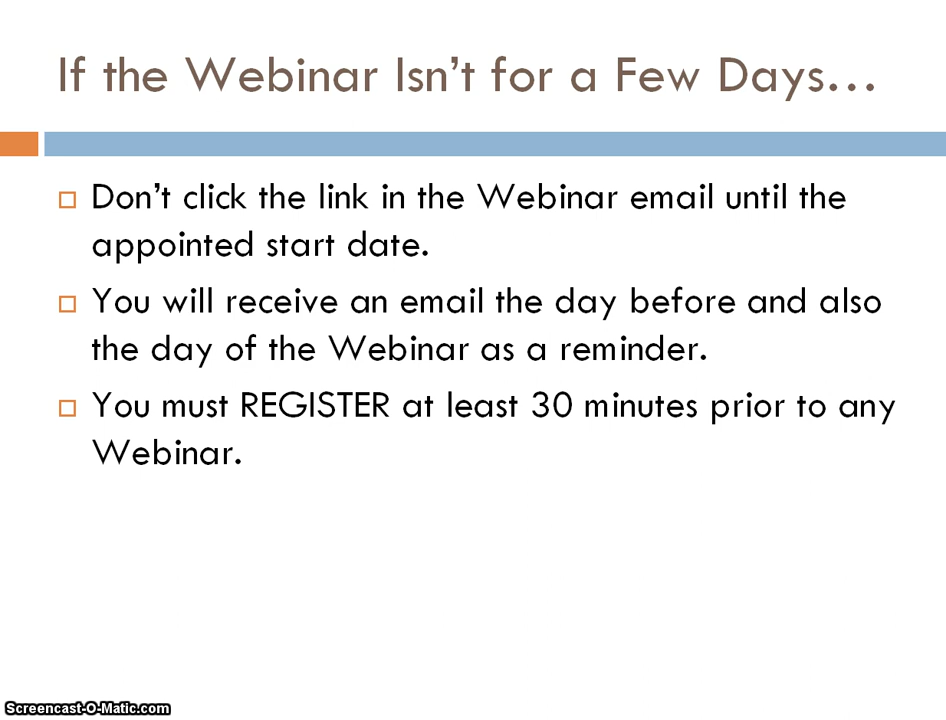 If the Webinar Isn’t for a Few Days…
Don’t click the link in the Webinar email until the
appointed start date.
You will receive an email the day before and also
the day of the Webinar as a reminder.
You must REGISTER at least 30 minutes prior to any
Webinar.
Screencast-O-Matic.com